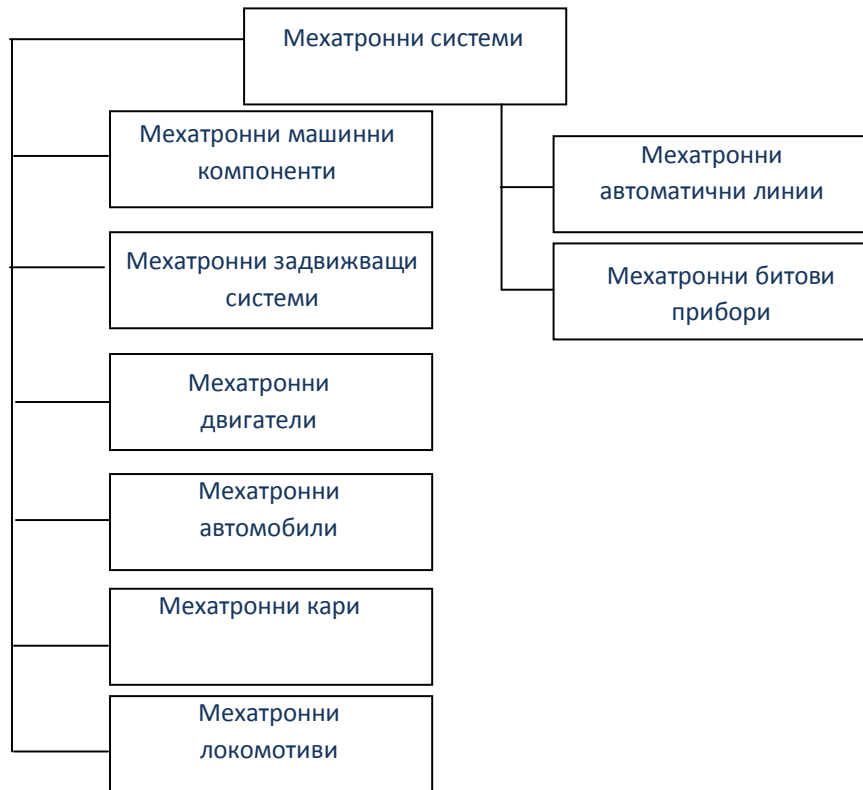 Мехатронни системи
Мехатронни машинни
компоненти
Мехатронни задвижващи
системи
Мехатронни
двигатели
Мехатронни
автомобили
Мехатронни кари
Мехатронни
локомотиви
Мехатронни
автоматични линии
Мехатронни битови
прибори